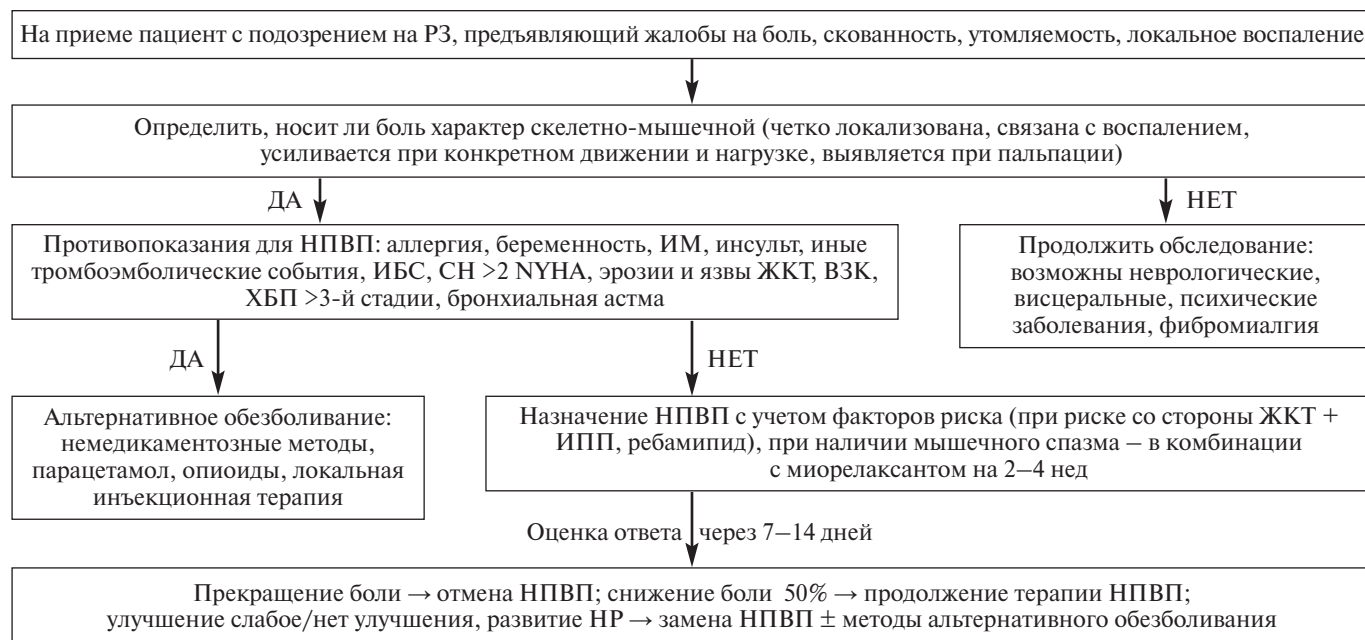 На приеме пациент с подозрением на РЗ, предъявляющий жалобы на боль, скованность, утомляемость, локальное воспаление
Определить, носит ли боль характер скелетно-мышечной (четко локализована, связана с воспалением,
усиливается при конкретном движении и нагрузке, выявляется при пальпации)
ДА
НЕТ
Противопоказания для НПВП: аллергия, беременность, ИМ, инсульт, иные
тромбоэмболические события, ИБС, СН >2 NYHA, эрозии и язвы ЖКТ, ВЗК,
ХБП >3-й стадии, бронхиальная астма
Продолжить обследование:
возможны неврологические,
висцеральные, психические
заболевания, фибромиалгия
ДА
НЕТ
Альтернативное обезболивание:
немедикаментозные методы,
парацетамол, опиоиды, локальная
инъекционная терапия
Назначение НПВП с учетом факторов риска (при риске со стороны ЖКТ +
ИПП, ребамипид), при наличии мышечного спазма – в комбинации
с миорелаксантом на 2–4 нед
Оценка ответа через 7–14 дней
Прекращение боли → отмена НПВП; снижение боли 50% → продолжение терапии НПВП;
улучшение слабое/нет улучшения, развитие НР → замена НПВП ± методы альтернативного обезболивания